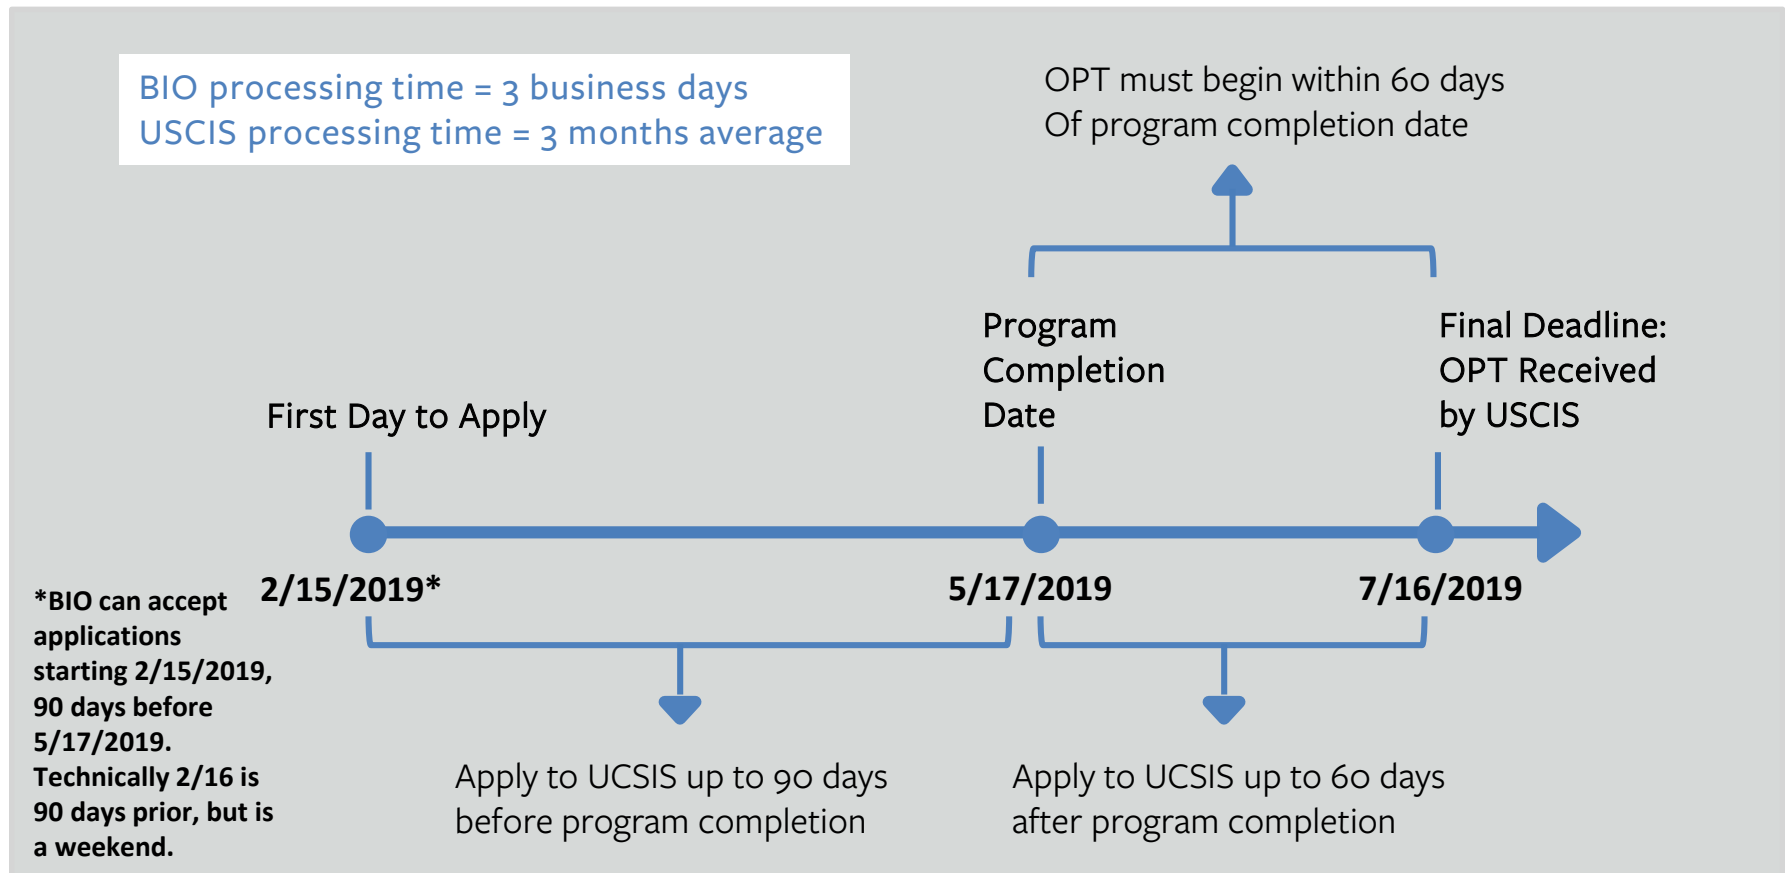 BIO processing time = 3 business days
USCIS processing time = 3 months average
OPT must begin within 60 days
Of program completion date
First Day to Apply
Program
Completion
Date
Final Deadline:
OPT Received
by USCIS
2/15/2019*
5/17/2019
7/16/2019
*BIO can accept
applications
starting 2/15/2019,
90 days before
5/17/2019.
Technically 2/16 is
90 days prior, but is
a weekend.
Apply to UCSIS up to 90 days
before program completion
Apply to UCSIS up to 60 days
after program completion